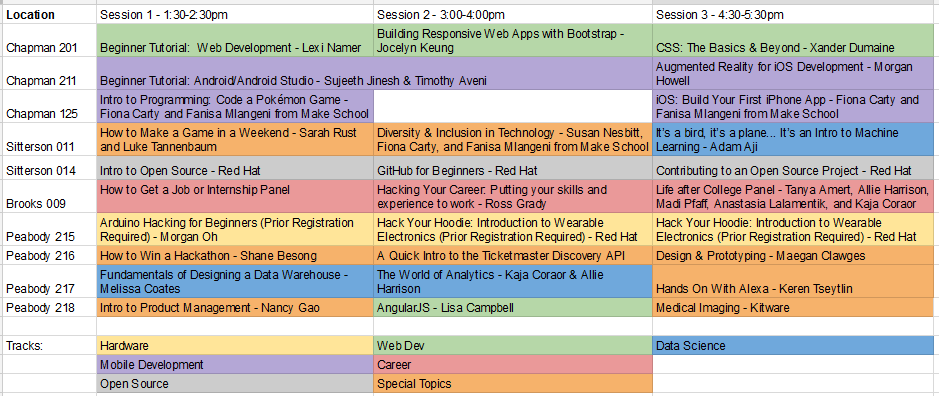 Location Session 1 - 1:30-2:30pm Session 2 - 3:00-4:00pm Session 3 - 4:30-5:30pm
Chapman 201
Beginner Tutorial:  Web Development - Lexi Namer
Building Responsive Web Apps with Bootstrap -
Jocelyn Keung
CSS: The Basics & Beyond - Xander Dumaine
Chapman 211
Beginner Tutorial: Android/Android Studio - Sujeeth Jinesh & Timothy Aveni
Augmented Reality for iOS Development - Morgan
Howell
Chapman 125
Intro to Programming: Code a Pokémon Game -
Fiona Carty and Fanisa Mlangeni from Make School
iOS: Build Your First iPhone App - Fiona Carty and
Fanisa Mlangeni from Make School
Sitterson 011
How to Make a Game in a Weekend - Sarah Rust
and Luke Tannenbaum
Diversity & Inclusion in Technology - Susan Nesbitt,
Fiona Carty, and Fanisa Mlangeni from Make School
It's a bird, it's a plane... It's an Intro to Machine
Learning - Adam Aji
Sitterson 014
Intro to Open Source - Red Hat
GitHub for Beginners - Red Hat
Contributing to an Open Source Project - Red Hat
Brooks 009
How to Get a Job or Internship Panel
Hacking Your Career: Putting your skills and
experience to work - Ross Grady
Life after College Panel - Tanya Amert, Allie Harrison,
Madi Pfaff, Anastasia Lalamentik, and Kaja Coraor
Peabody 215
Arduino Hacking for Beginners (Prior Registration
Required) - Morgan Oh
Hack Your Hoodie: Introduction to Wearable
Electronics (Prior Registration Required) - Red Hat
Hack Your Hoodie: Introduction to Wearable
Electronics (Prior Registration Required) - Red Hat
Peabody 216
How to Win a Hackathon - Shane Besong
A Quick Intro to the Ticketmaster Discovery API
Design & Prototyping - Maegan Clawges
Peabody 217
Fundamentals of Designing a Data Warehouse -
Melissa Coates
The World of Analytics - Kaja Coraor & Allie
Harrison
Hands On With Alexa - Keren Tseytlin
Peabody 218
Intro to Product Management - Nancy Gao
AngularJS - Lisa Campbell
Medical Imaging - Kitware
Tracks: Hardware Web Dev Data Science
Mobile Development Career
Open Source Special Topics